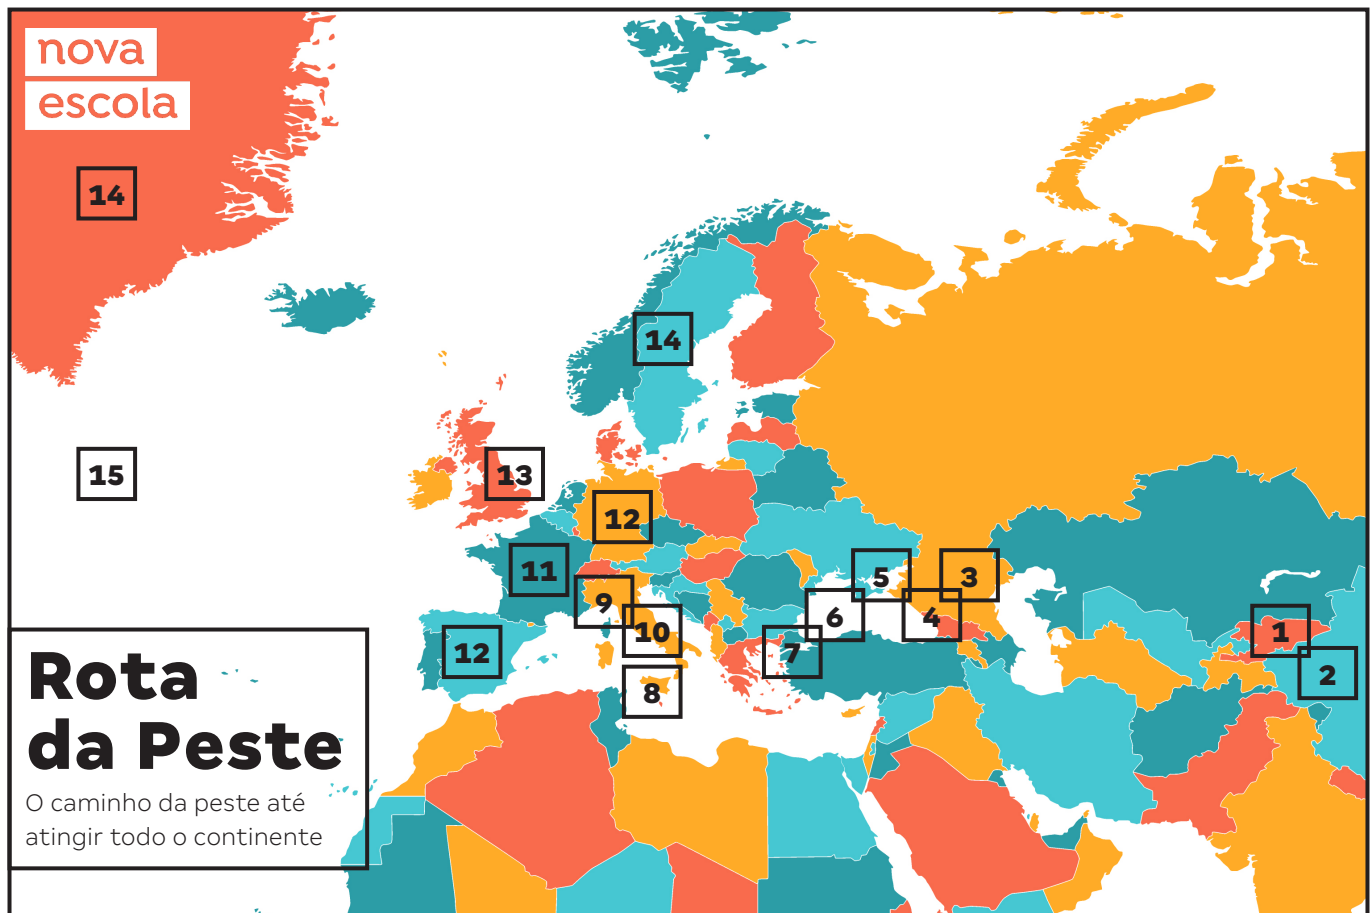 nova
escola
14
14
15
13
12
11
5
3
9
6
4
10
1
12
7
2
8
Rota
da Peste
O caminho da peste até
atingir todo o continente